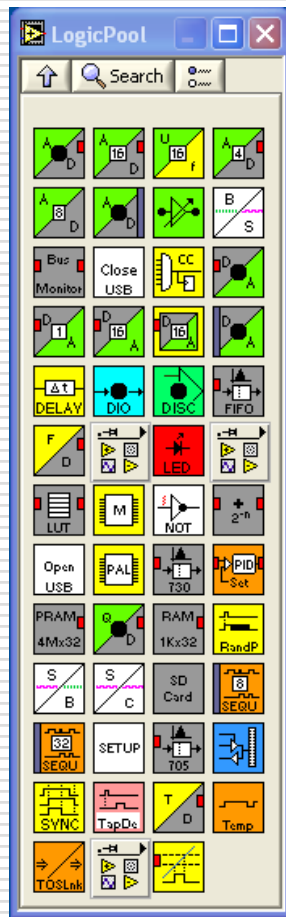 LogicPool
Search
A D A 16 D U 16 f A 4 D
A 8 D A D B S
Bus Monitor Close USB CC D A
D 1 A D 16 A D 16 A D A
Δt DELAY DIO DISC FIFO
F D LED
LUT M NOT + 2⁻ⁿ
Open USB PAL 730 PID Set
PRAM 4Mx32 Q D RAM 1Kx32 RandP
S B S C SD Card 8 SEQU
32 SEQU SETUP 705
SYNC TapDe T D Temp
TOSLnk